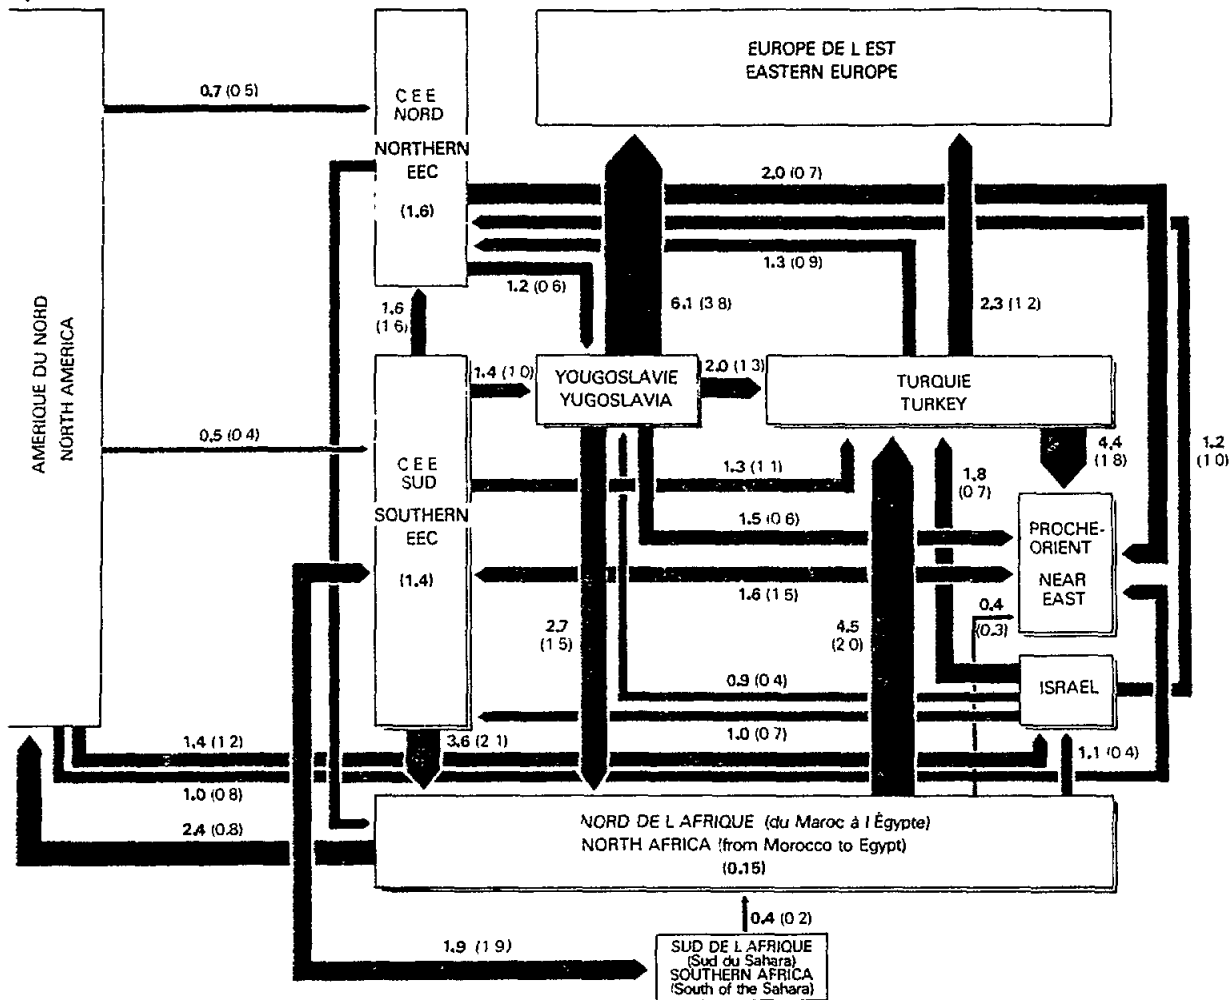 EUROPE DE L EST
EASTERN EUROPE
0.7 (0 5)
C E E
NORD
NORTHERN
EEC
(1.6)
2.0 (0 7)
1.3 (0 9)
1.2 (0 6)
6.1 (3 8)
2.3 (1 2)
1.6
(1 6)
AMERIQUE DU NORD
NORTH AMERICA
1.4 (1 0)
YOUGOSLAVIE
YUGOSLAVIA
2.0 (1 3)
TURQUIE
TURKEY
0.5 (0 4)
C E E
SUD
SOUTHERN
EEC
(1.4)
1.3 (1 1)
1.8
(0 7)
4.4
(1 8)
1.2
(1 0)
1.5 (0 6)
PROCHE-
ORIENT
NEAR
EAST
1.6 (1 5)
0.4
(0.3)
2.7
(1 5)
4.5
(2 0)
0.9 (0 4)
ISRAEL
1.0 (0 7)
1.4 (1 2)
3.6 (2 1)
1.1 (0 4)
1.0 (0 8)
2.4 (0.8)
NORD DE L AFRIQUE (du Maroc à l Égypte)
NORTH AFRICA (from Morocco to Egypt)
(0.15)
0.4 (0 2)
1.9 (1 9)
SUD DE L AFRIQUE
(Sud du Sahara)
SOUTHERN AFRICA
(South of the Sahara)